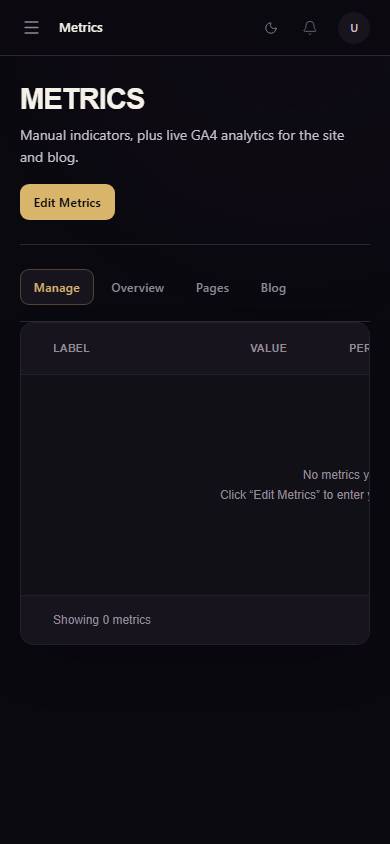 Metrics
U
METRICS
Manual indicators, plus live GA4 analytics for the site
and blog.
Edit Metrics
Manage Overview Pages Blog
LABEL VALUE PER
No metrics y
Click “Edit Metrics” to enter
Showing 0 metrics